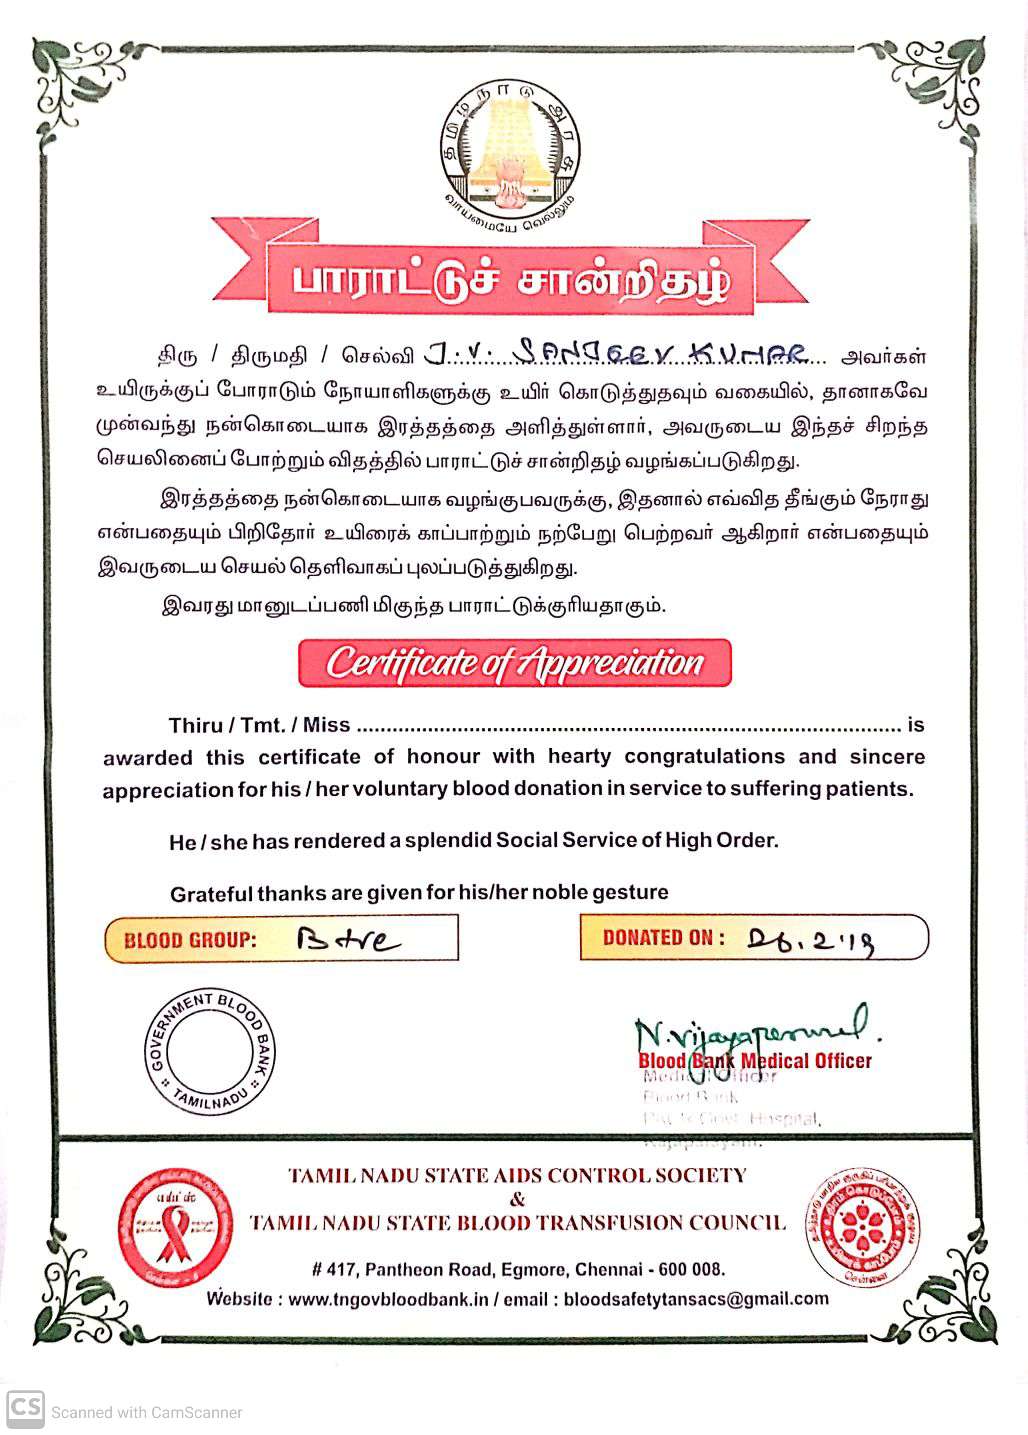 தமிழ்நாடு அரசு
வாய்மையே வெல்லும்
பாராட்டுச் சான்றிதழ்
திரு / திருமதி / செல்வி J.V. SANJEEV KUMAR அவர்கள்
உயிருக்குப் போராடும் நோயாளிகளுக்கு உயிர் கொடுத்துதவும் வகையில், தானாகவே
முன்வந்து நன்கொடையாக இரத்தத்தை அளித்துள்ளார், அவருடைய இந்தச் சிறந்த
செயலினைப் போற்றும் விதத்தில் பாராட்டுச் சான்றிதழ் வழங்கப்படுகிறது.
இரத்தத்தை நன்கொடையாக வழங்குபவருக்கு, இதனால் எவ்வித தீங்கும் நேராது
என்பதையும் பிறிதோர் உயிரைக் காப்பாற்றும் நற்பேறு பெற்றவர் ஆகிறார் என்பதையும்
இவருடைய செயல் தெளிவாகப் புலப்படுத்துகிறது.
இவரது மானுடப்பணி மிகுந்த பாராட்டுக்குரியதாகும்.
Certificate of Appreciation
Thiru / Tmt. / Miss ........................................................................ is
awarded this certificate of honour with hearty congratulations and sincere
appreciation for his / her voluntary blood donation in service to suffering patients.
He / she has rendered a splendid Social Service of High Order.
Grateful thanks are given for his/her noble gesture
BLOOD GROUP: B+ve
DONATED ON : 26.2.19
GOVERNMENT BLOOD BANK
TAMILNADU
N.Vijayaperumal.
Blood Bank Medical Officer
Medical Officer
Blood Bank
Govt. Hospital,
Rajapalayam.
TAMIL NADU STATE AIDS CONTROL SOCIETY
&
TAMIL NADU STATE BLOOD TRANSFUSION COUNCIL
# 417, Pantheon Road, Egmore, Chennai - 600 008.
Website : www.tngovbloodbank.in / email : bloodsafetytansacs@gmail.com
எய்ட்ஸ்
சென்னை
CS Scanned with CamScanner